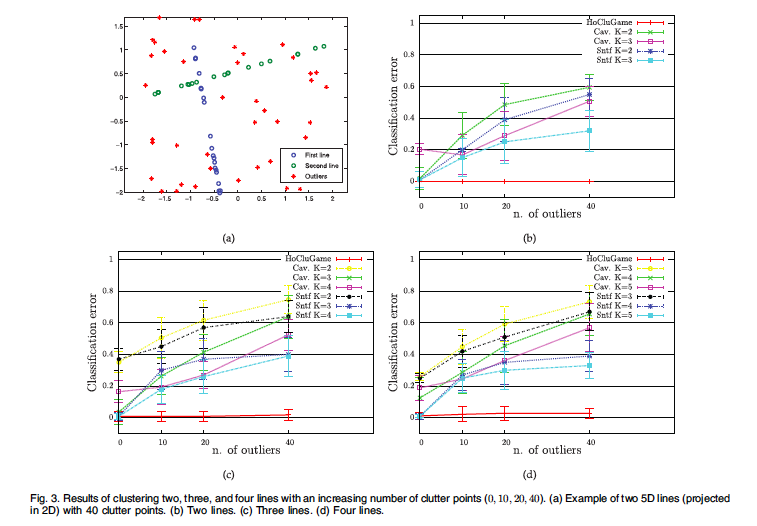 1.5
1
0.5
0
−0.5
−1
−1.5
−2
−2 −1.5 −1 −0.5 0 0.5 1 1.5 2
First line
Second line
Outliers
(a)
1
0.8
0.6
0.4
0.2
0
Classification error
0 10 20 40
n. of outliers
HoCluGame
Cav. K=2
Cav. K=3
Sntf K=2
Sntf K=3
(b)
1
0.8
0.6
0.4
0.2
0
Classification error
0 10 20 40
n. of outliers
HoCluGame
Cav. K=2
Cav. K=3
Cav. K=4
Sntf K=2
Sntf K=3
Sntf K=4
(c)
1
0.8
0.6
0.4
0.2
0
Classification error
0 10 20 40
n. of outliers
HoCluGame
Cav. K=3
Cav. K=4
Cav. K=5
Sntf K=3
Sntf K=4
Sntf K=5
(d)
Fig. 3. Results of clustering two, three, and four lines with an increasing number of clutter points (0, 10, 20, 40). (a) Example of two 5D lines (projected
in 2D) with 40 clutter points. (b) Two lines. (c) Three lines. (d) Four lines.